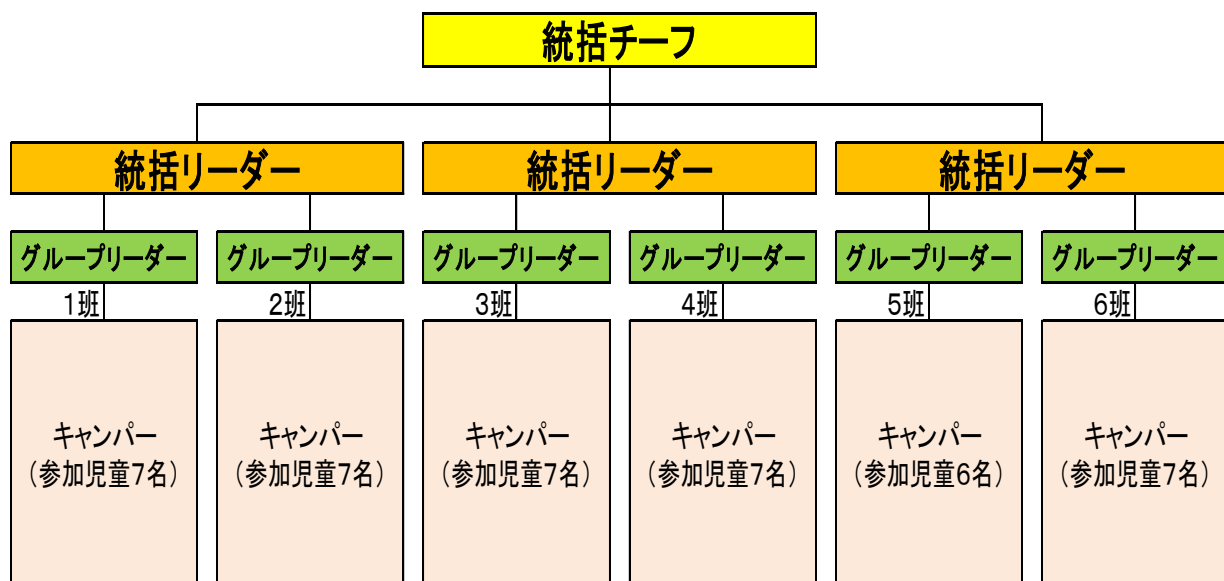 統括チーフ
統括リーダー
統括リーダー
統括リーダー
グループリーダー
グループリーダー
グループリーダー
グループリーダー
グループリーダー
グループリーダー
1班
2班
3班
4班
5班
6班
キャンパー
（参加児童7名）
キャンパー
（参加児童7名）
キャンパー
（参加児童7名）
キャンパー
（参加児童7名）
キャンパー
（参加児童6名）
キャンパー
（参加児童7名）